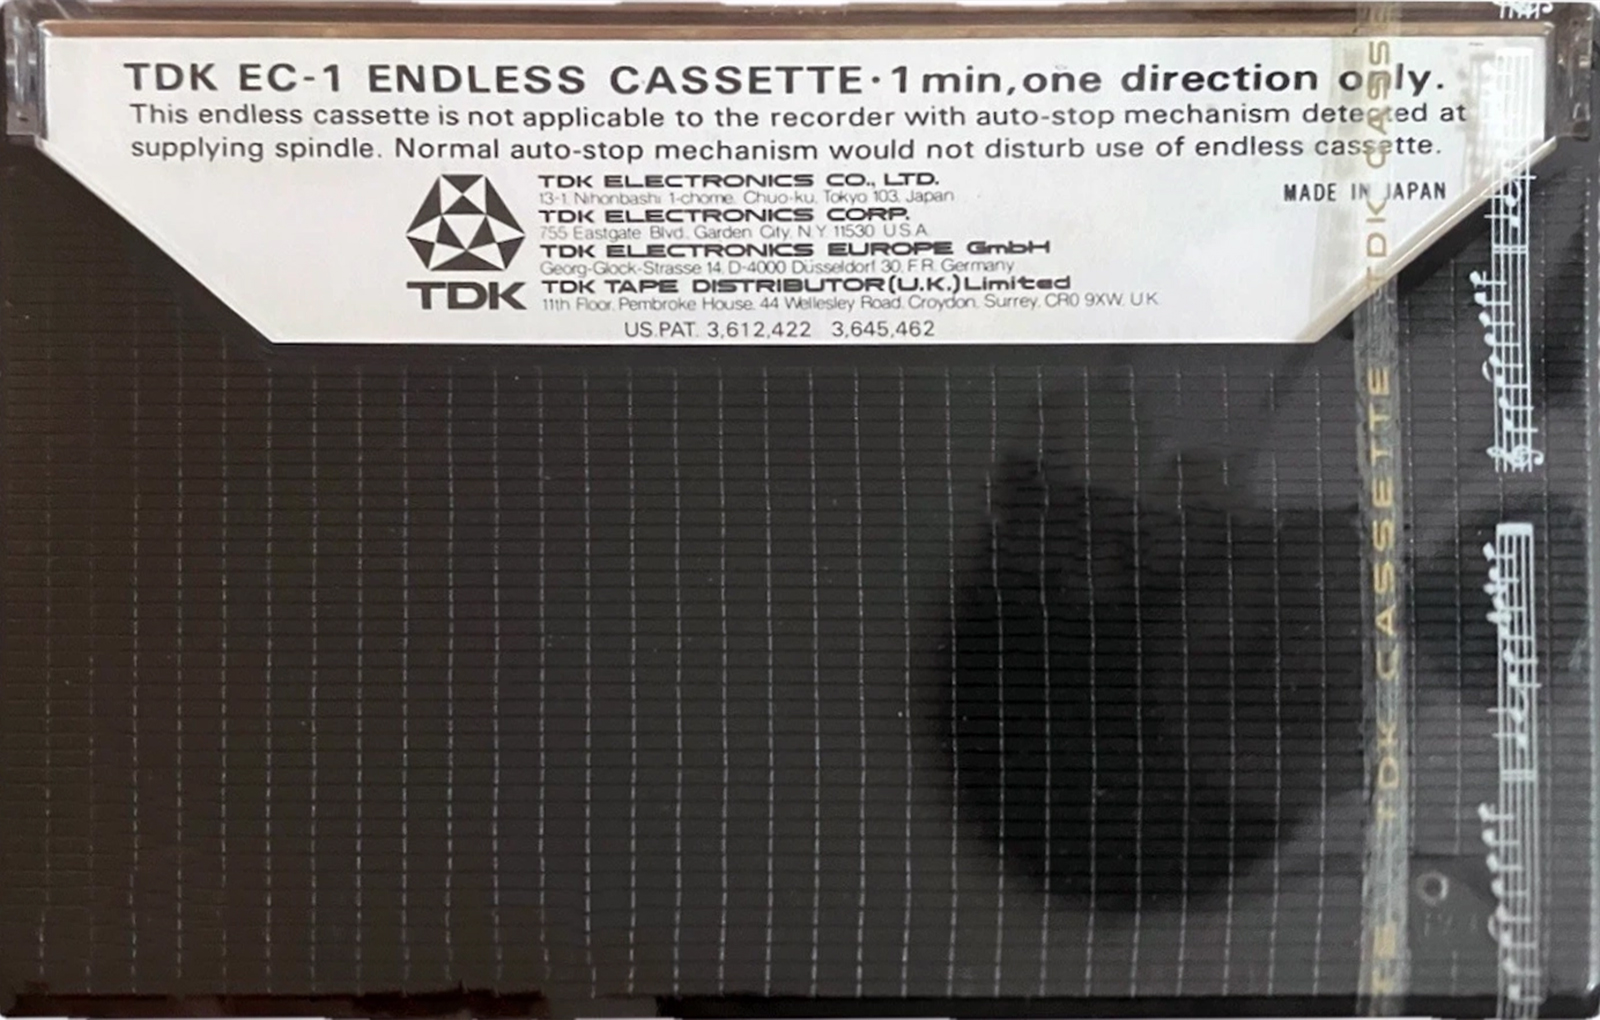 TDK EC-1 ENDLESS CASSETTE·1 min, one direction only.
This endless cassette is not applicable to the recorder with auto-stop mechanism detected at
supplying spindle. Normal auto-stop mechanism would not disturb use of endless cassette.
MADE IN JAPAN
TDK
TDK ELECTRONICS CO., LTD.
13-1, Nihonbashi 1-chome, Chuo-ku, Tokyo 103, Japan
TDK ELECTRONICS CORP.
755 Eastgate Blvd., Garden City, N.Y. 11530 U.S.A.
TDK ELECTRONICS EUROPE GmbH
Georg-Glock-Strasse 14, D-4000 Düsseldorf 30, F.R. Germany
TDK TAPE DISTRIBUTOR (U.K.) Limited
11th Floor, Pembroke House, 44 Wellesley Road, Croydon, Surrey, CR0 9XW, U.K.
US.PAT. 3,612,422 3,645,462
TDK CASS
TDK CASSETTE
TE